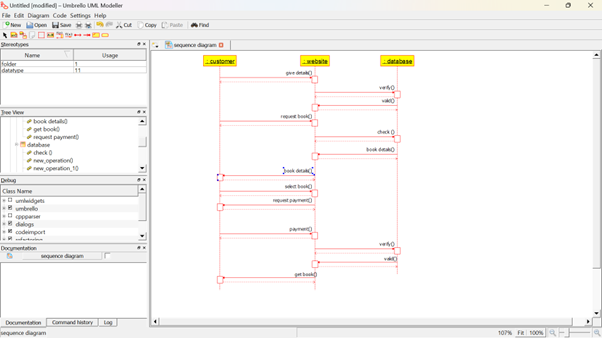 Untitled [modified] – Umbrello UML Modeller
File Edit Diagram Code Settings Help
New Open Save Cut Copy Paste Find
Stereotypes
Name Usage
folder 1
datatype 11
Tree View
book details()
get book()
request payment()
database
check ()
new_operation()
new_operation_1()
Debug
Class Name
umlwidgets
umbrello
cppparser
dialogs
codeimport
refactoring
Documentation
sequence diagram
Documentation Command history Log
sequence diagram
sequence diagram
: customer : website : database
give details()
verify()
valid()
request book()
check ()
book details()
book details()
select book()
request payment()
payment()
verify()
valid()
get book()
107% Fit 100%